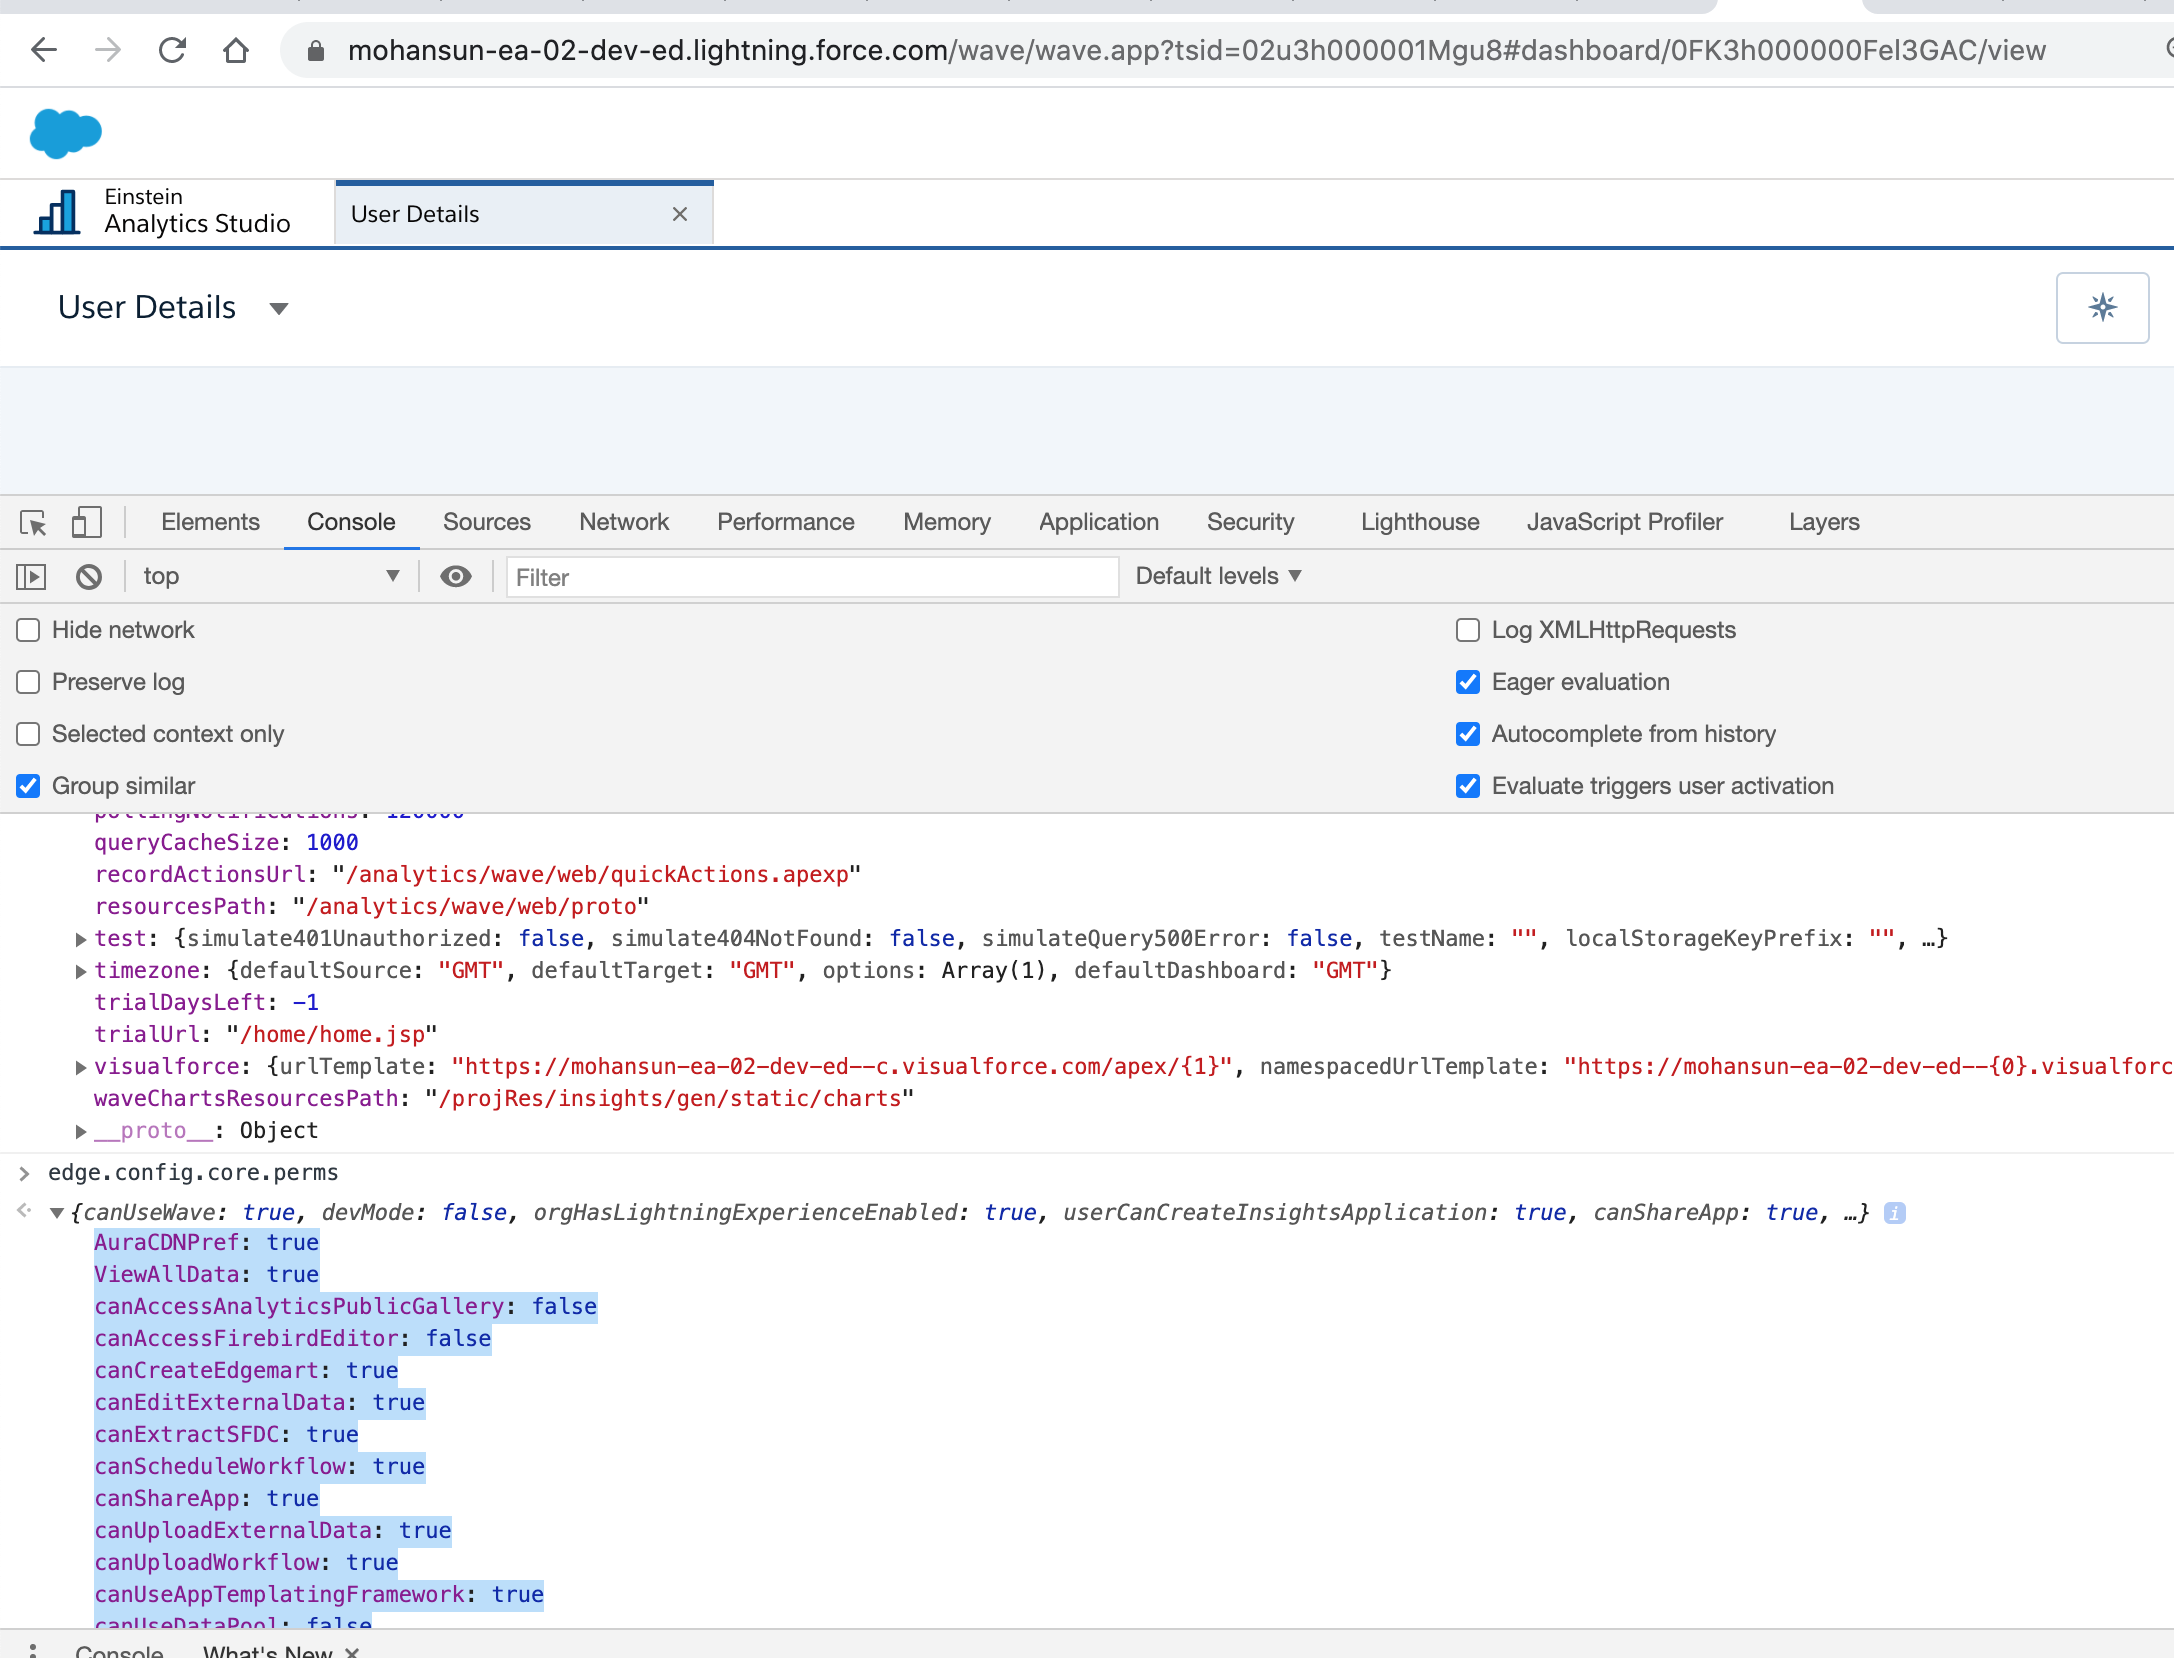 mohansun-ea-02-dev-ed.lightning.force.com/wave/wave.app?tsid=02u3h000001Mgu8#dashboard/0FK3h000000Fel3GAC/view
Einstein
Analytics Studio
User Details ×
User Details
Elements Console Sources Network Performance Memory Application Security Lighthouse JavaScript Profiler Layers
top Filter Default levels
Hide network Log XMLHttpRequests
Preserve log Eager evaluation
Selected context only Autocomplete from history
Group similar Evaluate triggers user activation
pollingNotifications: 120000
queryCacheSize: 1000
recordActionsUrl: "/analytics/wave/web/quickActions.apexp"
resourcesPath: "/analytics/wave/web/proto"
test: {simulate401Unauthorized: false, simulate404NotFound: false, simulateQuery500Error: false, testName: "", localStorageKeyPrefix: "", …}
timezone: {defaultSource: "GMT", defaultTarget: "GMT", options: Array(1), defaultDashboard: "GMT"}
trialDaysLeft: -1
trialUrl: "/home/home.jsp"
visualforce: {urlTemplate: "https://mohansun-ea-02-dev-ed--c.visualforce.com/apex/{1}", namespacedUrlTemplate: "https://mohansun-ea-02-dev-ed--{0}.visualforc
waveChartsResourcesPath: "/projRes/insights/gen/static/charts"
__proto__: Object
> edge.config.core.perms
{canUseWave: true, devMode: false, orgHasLightningExperienceEnabled: true, userCanCreateInsightsApplication: true, canShareApp: true, …} i
AuraCDNPref: true
ViewAllData: true
canAccessAnalyticsPublicGallery: false
canAccessFirebirdEditor: false
canCreateEdgemart: true
canEditExternalData: true
canExtractSFDC: true
canScheduleWorkflow: true
canShareApp: true
canUploadExternalData: true
canUploadWorkflow: true
canUseAppTemplatingFramework: true
canUseDataPool: false
Console What's New ×